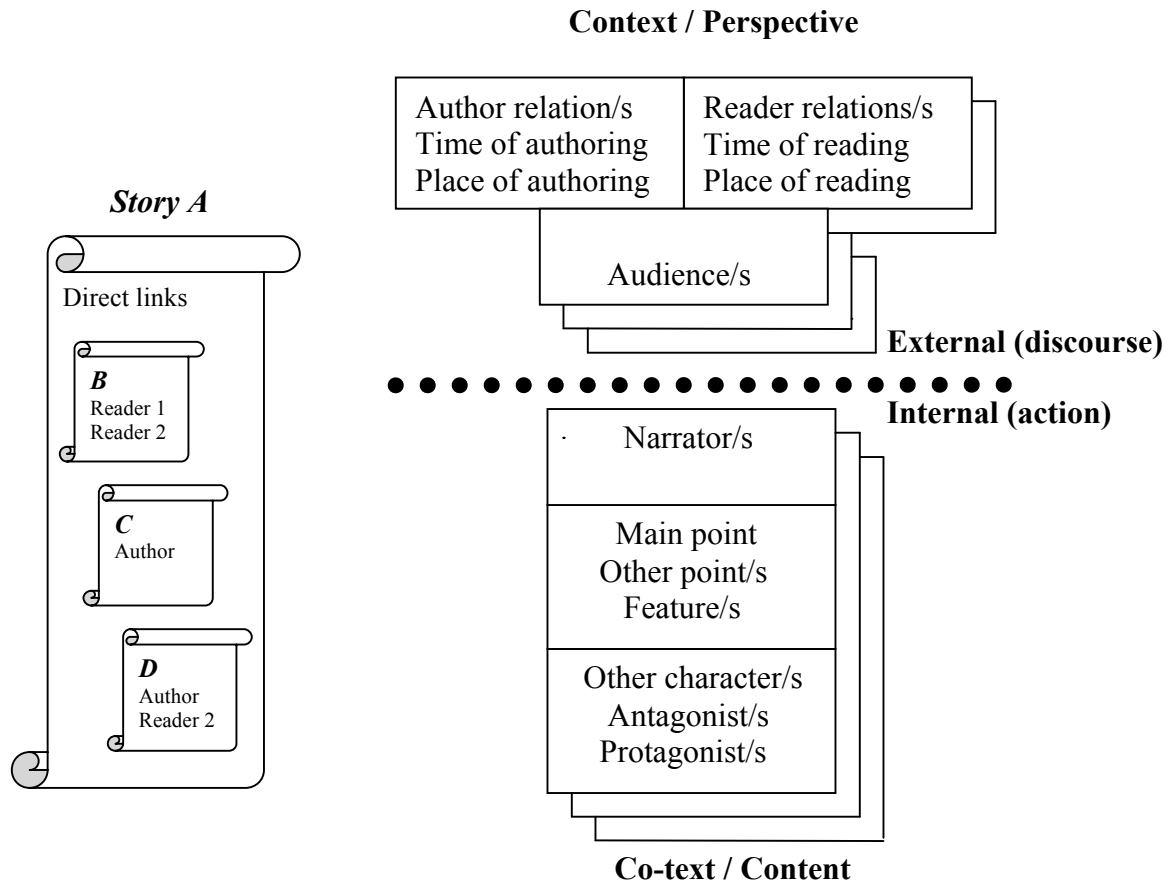 Context / Perspective
Author relation/s
Time of authoring
Place of authoring
Reader relations/s
Time of reading
Place of reading
Audience/s
External (discourse)
Internal (action)
Narrator/s
Main point
Other point/s
Feature/s
Other character/s
Antagonist/s
Protagonist/s
Co-text / Content
Story A
Direct links
B
Reader 1
Reader 2
C
Author
D
Author
Reader 2